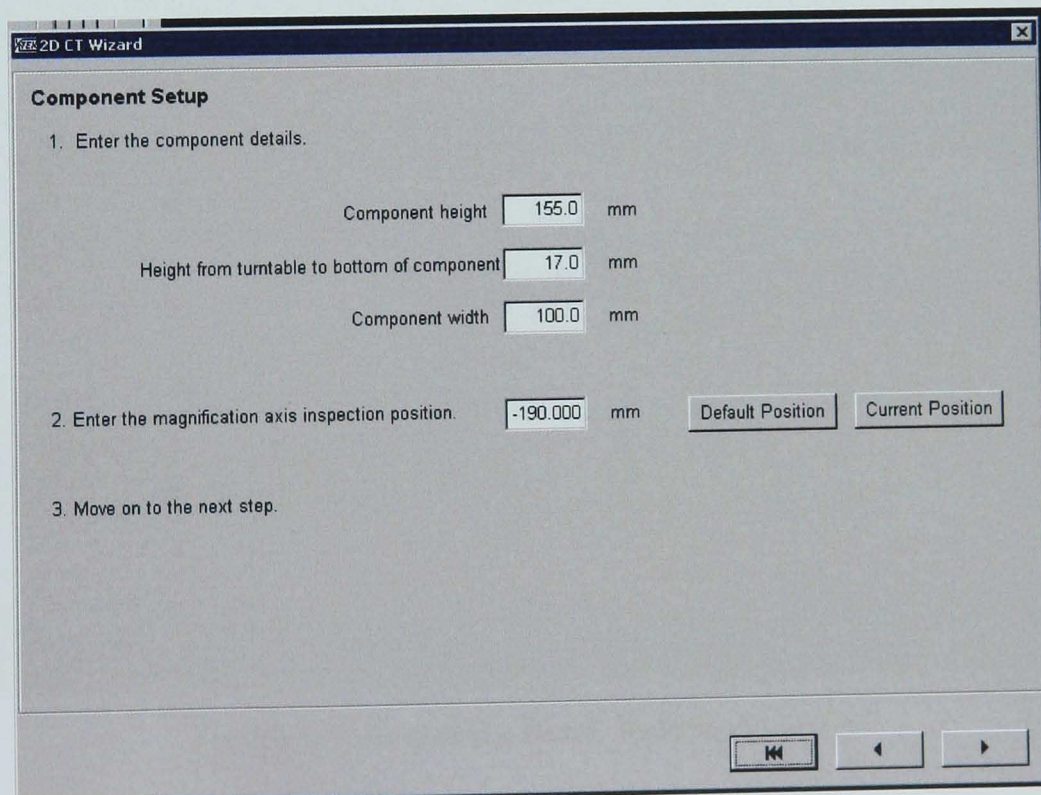 XTEK 2D CT Wizard
Component Setup
1. Enter the component details.
Component height 155.0 mm
Height from turntable to bottom of component 17.0 mm
Component width 100.0 mm
2. Enter the magnification axis inspection position. -190.000 mm Default Position Current Position
3. Move on to the next step.